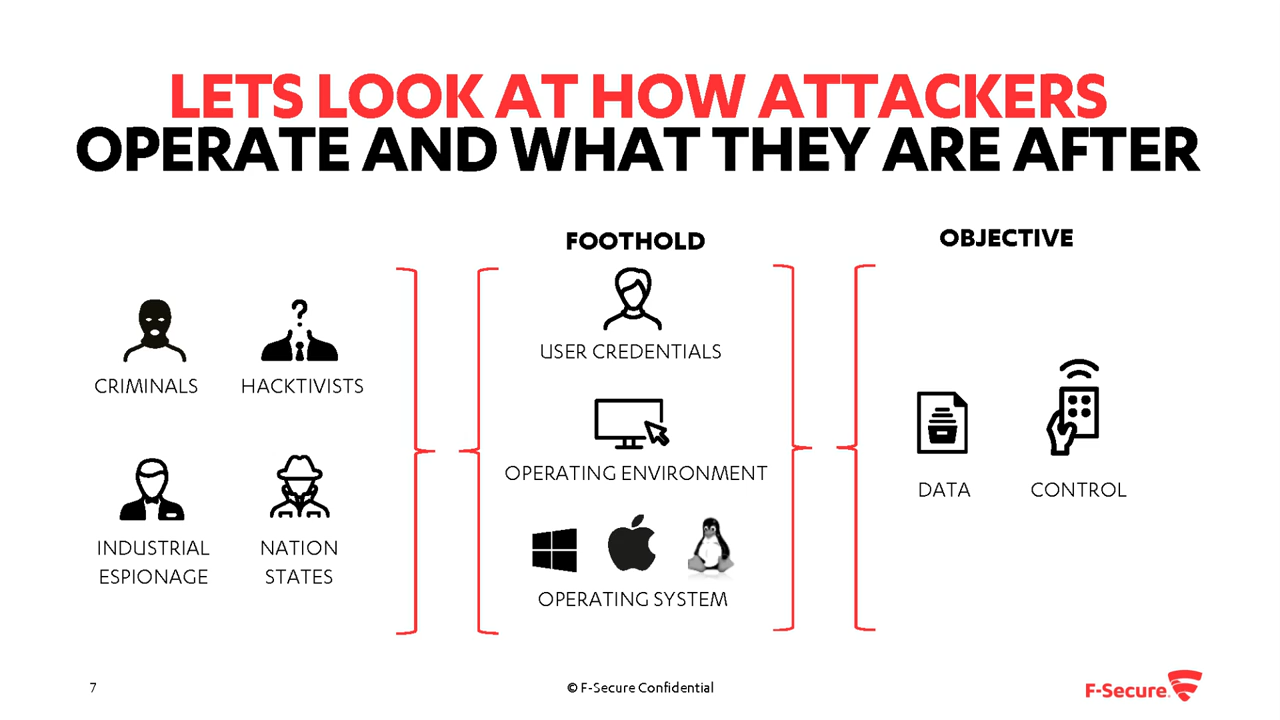 LETS LOOK AT HOW ATTACKERS
OPERATE AND WHAT THEY ARE AFTER
CRIMINALS
HACKTIVISTS
?
INDUSTRIAL
ESPIONAGE
NATION
STATES
FOOTHOLD
USER CREDENTIALS
OPERATING ENVIRONMENT
OPERATING SYSTEM
OBJECTIVE
DATA
CONTROL
7
© F-Secure Confidential
F-Secure.